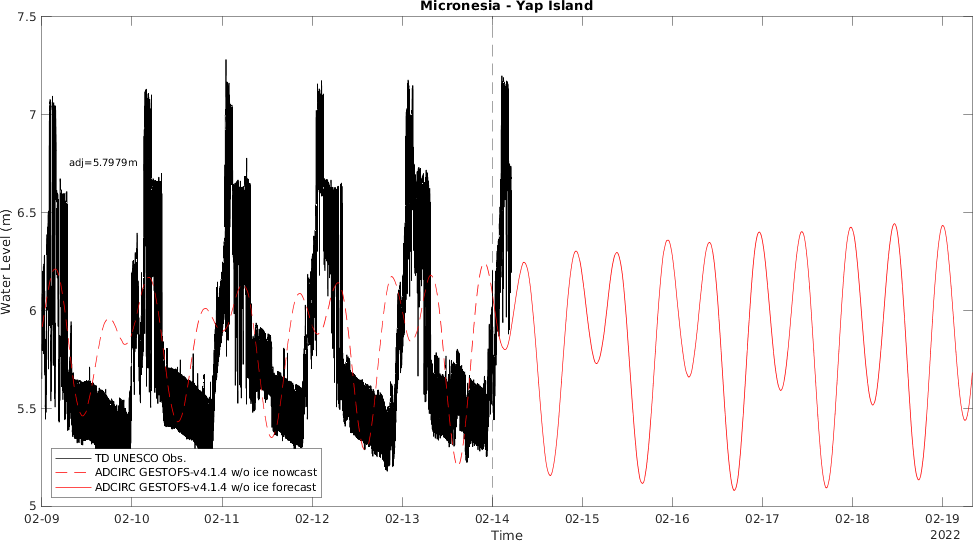 Micronesia - Yap Island
7.5
7
6.5
6
5.5
5
Water Level (m)
adj=5.7979m
TD UNESCO Obs.
ADCIRC GESTOFS-v4.1.4 w/o ice nowcast
ADCIRC GESTOFS-v4.1.4 w/o ice forecast
02-09 02-10 02-11 02-12 02-13 02-14 02-15 02-16 02-17 02-18 02-19
Time 2022